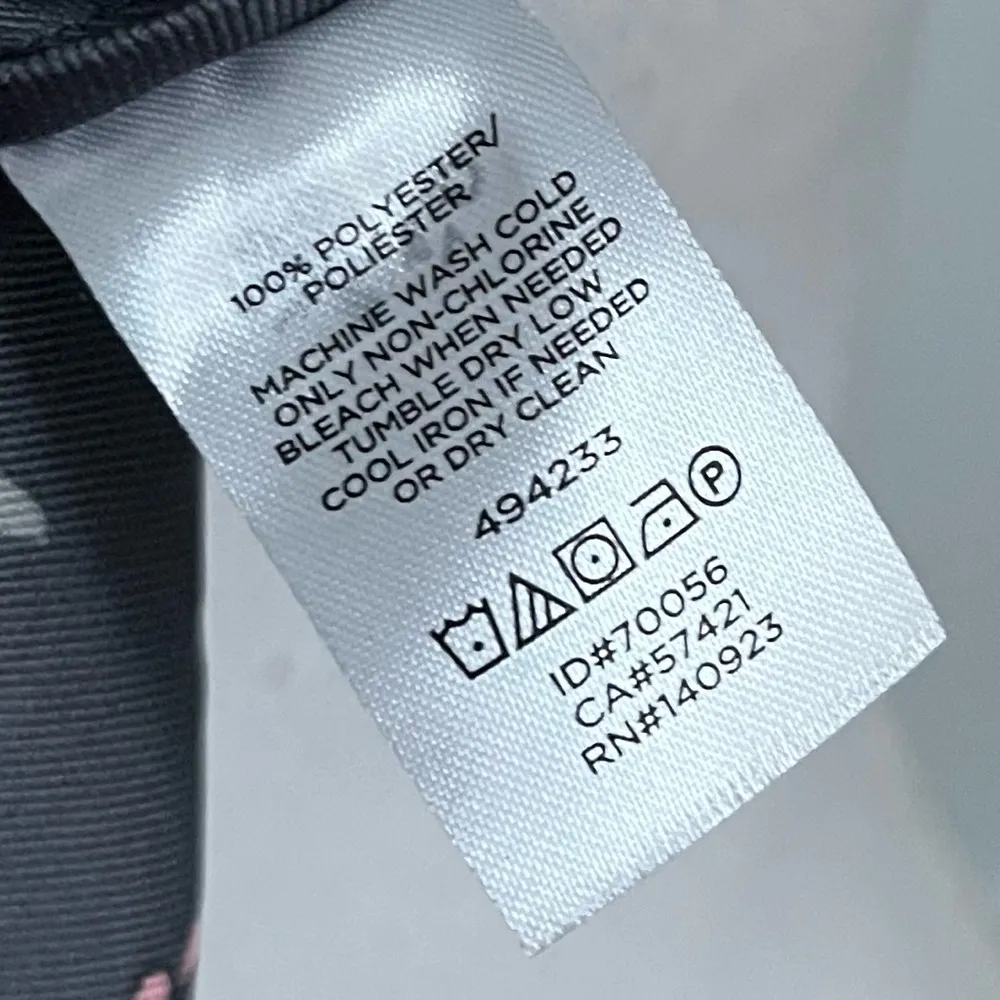 100% POLYESTER/
POLIÉSTER
MACHINE WASH COLD
ONLY NON-CHLORINE
BLEACH WHEN NEEDED
TUMBLE DRY LOW
COOL IRON IF NEEDED
OR DRY CLEAN
494233
P
ID#70056
CA#57421
RN#140923